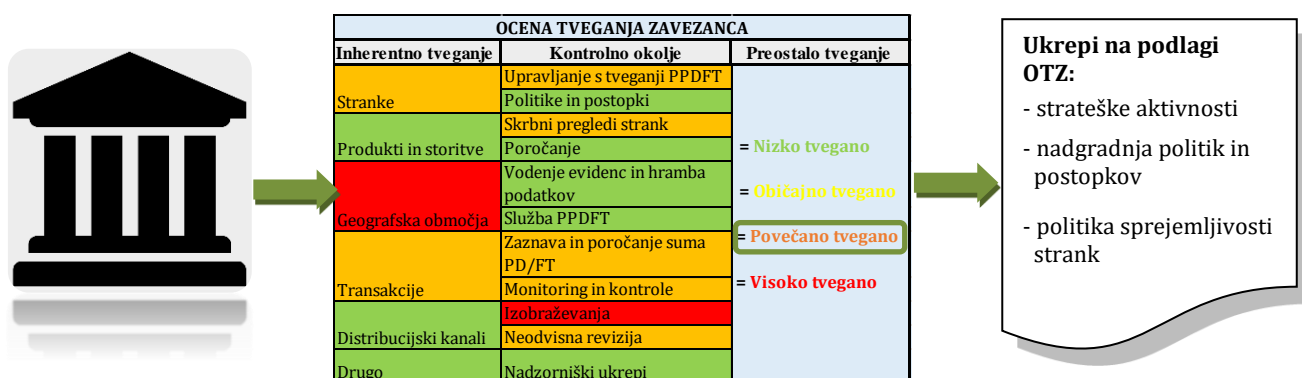 OCENA TVEGANJA ZAVEZANCA
Inherentno tveganje Kontrolno okolje Preostalo tveganje
Stranke
Produkti in storitve
Geografska območja
Transakcije
Distribucijski kanali
Drugo
Upravljanje s tveganji PPDFT
Politike in postopki
Skrbni pregledi strank
Poročanje
Vodenje evidenc in hramba
podatkov
Služba PPDFT
Zaznava in poročanje suma
PD/FT
Monitoring in kontrole
Izobraževanja
Neodvisna revizija
Nadzorniški ukrepi
= Nizko tvegano
= Običajno tvegano
= Povečano tvegano
= Visoko tvegano
Ukrepi na podlagi
OTZ:
- strateške aktivnosti
- nadgradnja politik in
postopkov
- politika sprejemljivosti
strank